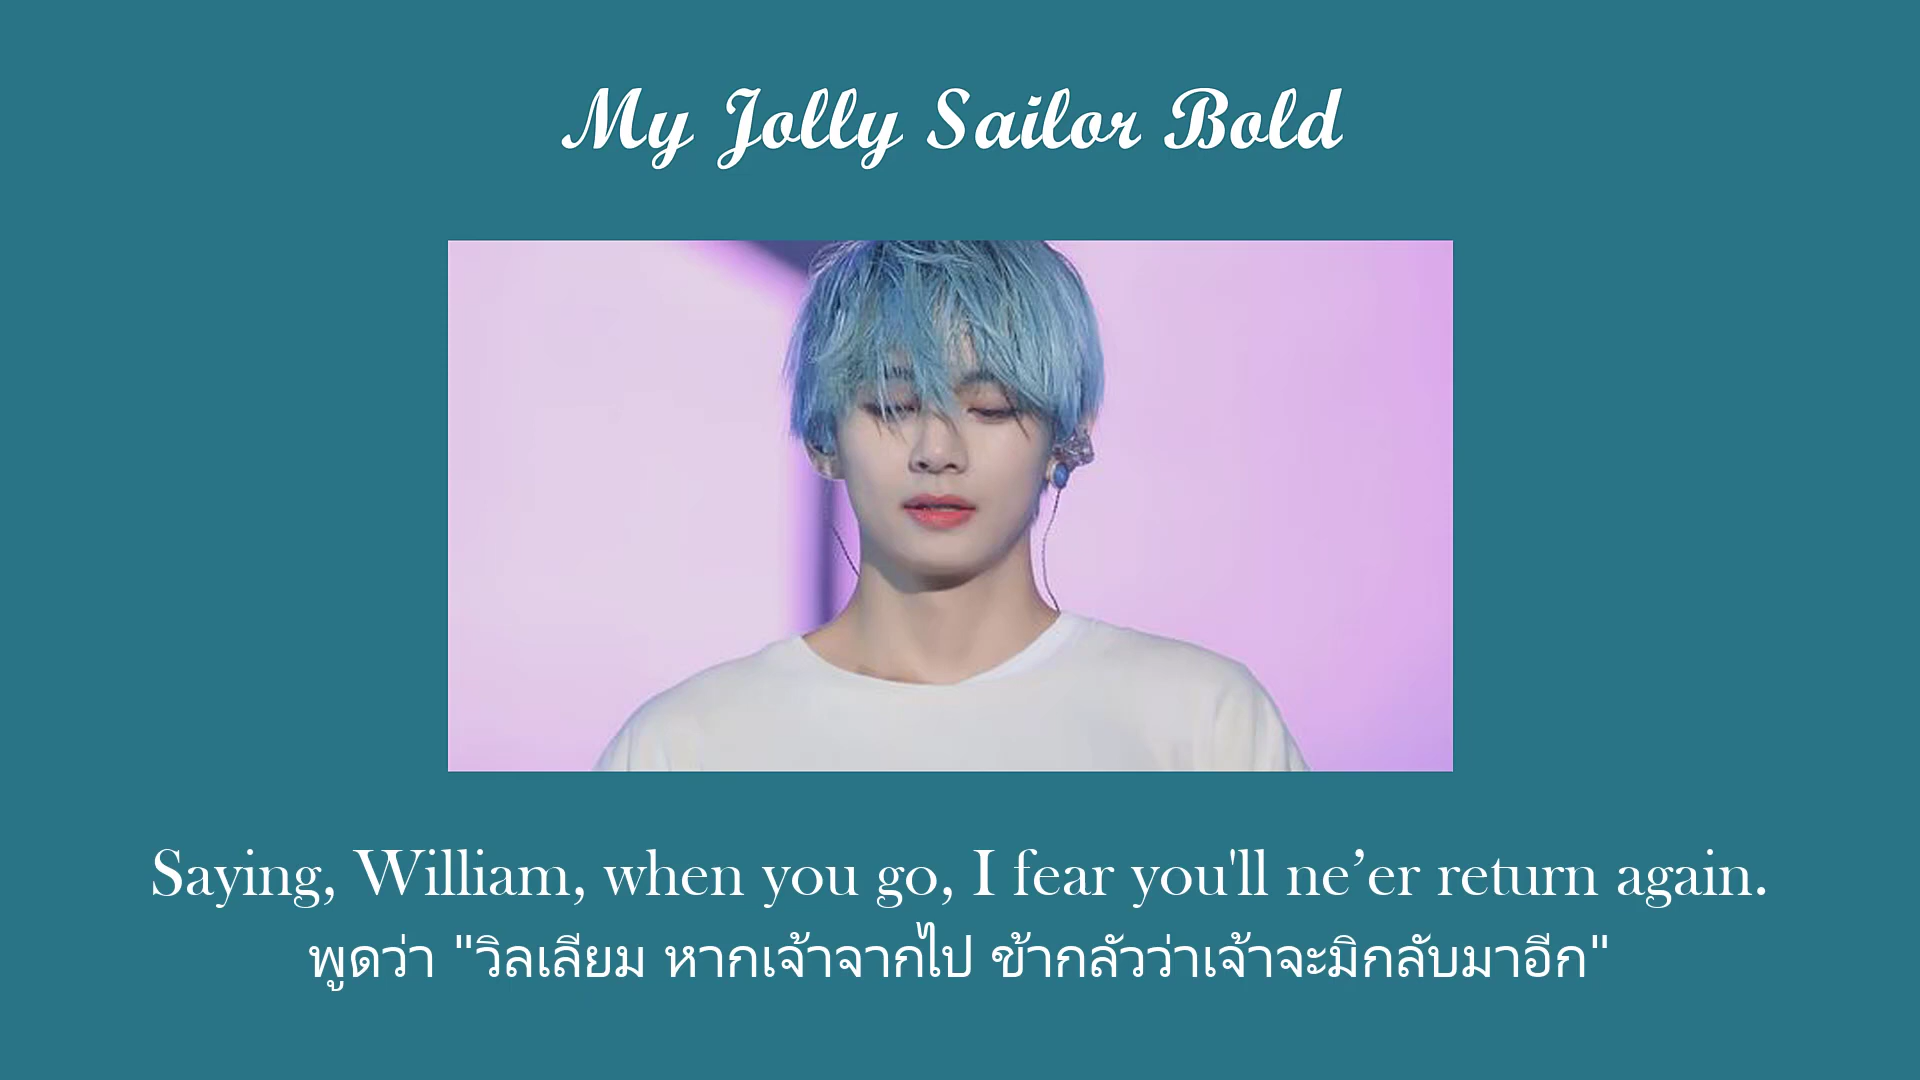 My Jolly Sailor Bold
Saying, William, when you go, I fear you'll ne’er return again.
พูดว่า "วิลเลียม หากเจ้าจากไป ข้ากลัวว่าเจ้าจะมิกลับมาอีก"